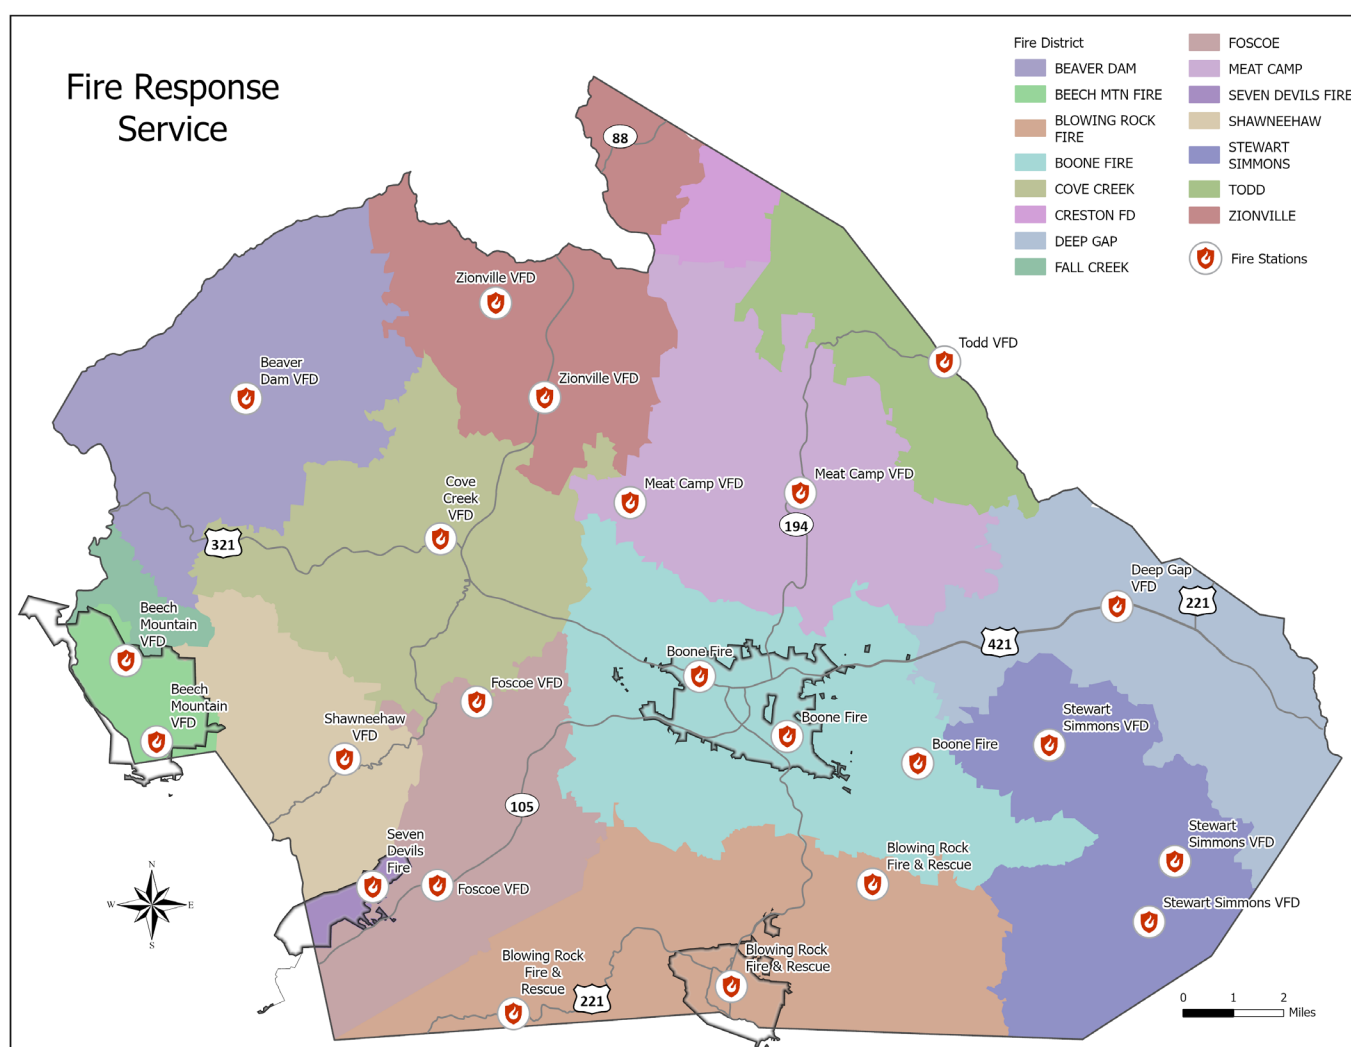 Fire Response
Service
Fire District
BEAVER DAM
BEECH MTN FIRE
BLOWING ROCK
FIRE
BOONE FIRE
COVE CREEK
CRESTON FD
DEEP GAP
FALL CREEK
FOSCOE
MEAT CAMP
SEVEN DEVILS FIRE
SHAWNEEHAW
STEWART
SIMMONS
TODD
ZIONVILLE
Fire Stations
88
Zionville VFD
Todd VFD
Beaver
Dam VFD
Zionville VFD
Cove
Creek
VFD
Meat Camp VFD
Meat Camp VFD
194
321
Deep Gap
VFD
221
Beech
Mountain
VFD
421
Boone Fire
Foscoe VFD
Beech
Mountain
VFD
Shawneehaw
VFD
Boone Fire
Boone Fire
Stewart
Simmons VFD
105
Seven
Devils
Fire
Foscoe VFD
Blowing Rock
Fire & Rescue
Stewart
Simmons VFD
Stewart Simmons VFD
Blowing Rock
Fire &
Rescue
221
Blowing Rock
Fire & Rescue
N
W
E
S
0
1
2
Miles